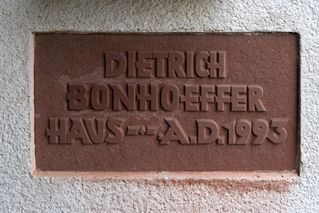 DIETRICH
BONHOEFFER
HAUS-·-·A.D.1993